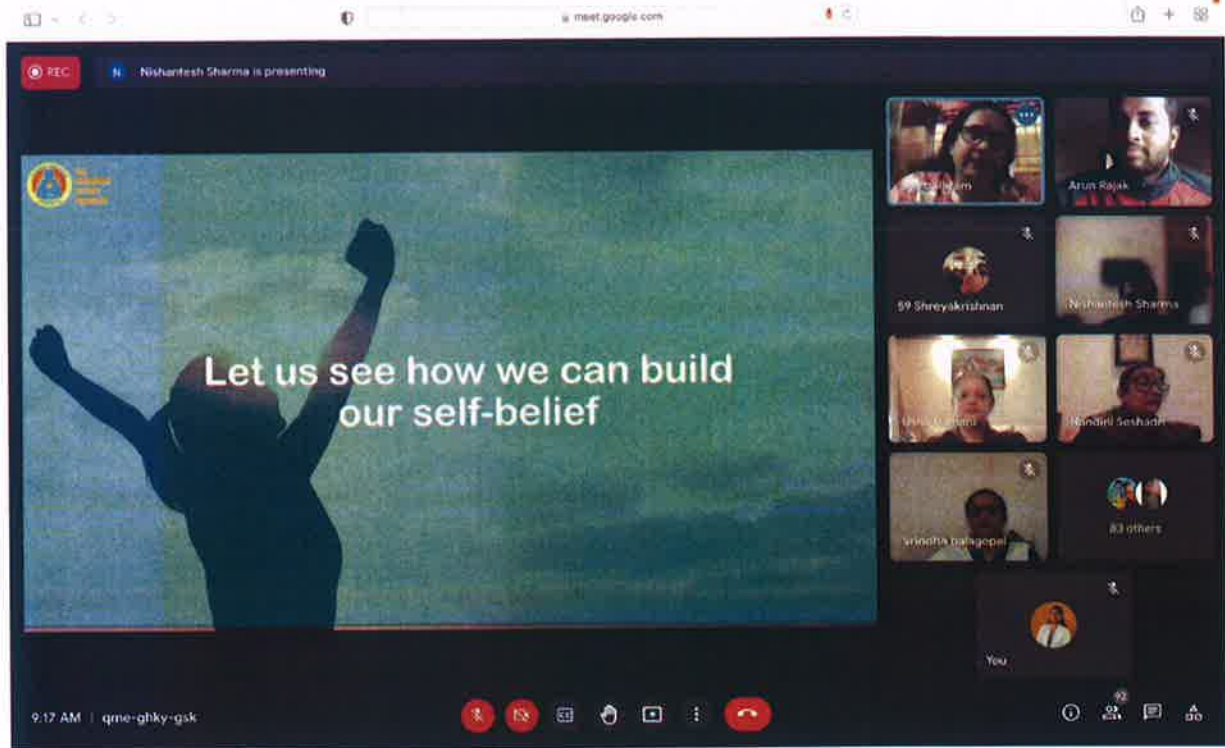 meet.google.com
REC
N
Nishantesh Sharma is presenting
Let us see how we can build
our self-belief
Arun Rajak
59 Shreyakrishnan
Nishantesh Sharma
Nandini Seshadri
Srindha balagopal
83 others
You
9:17 AM | qme-ghky-gsk
92